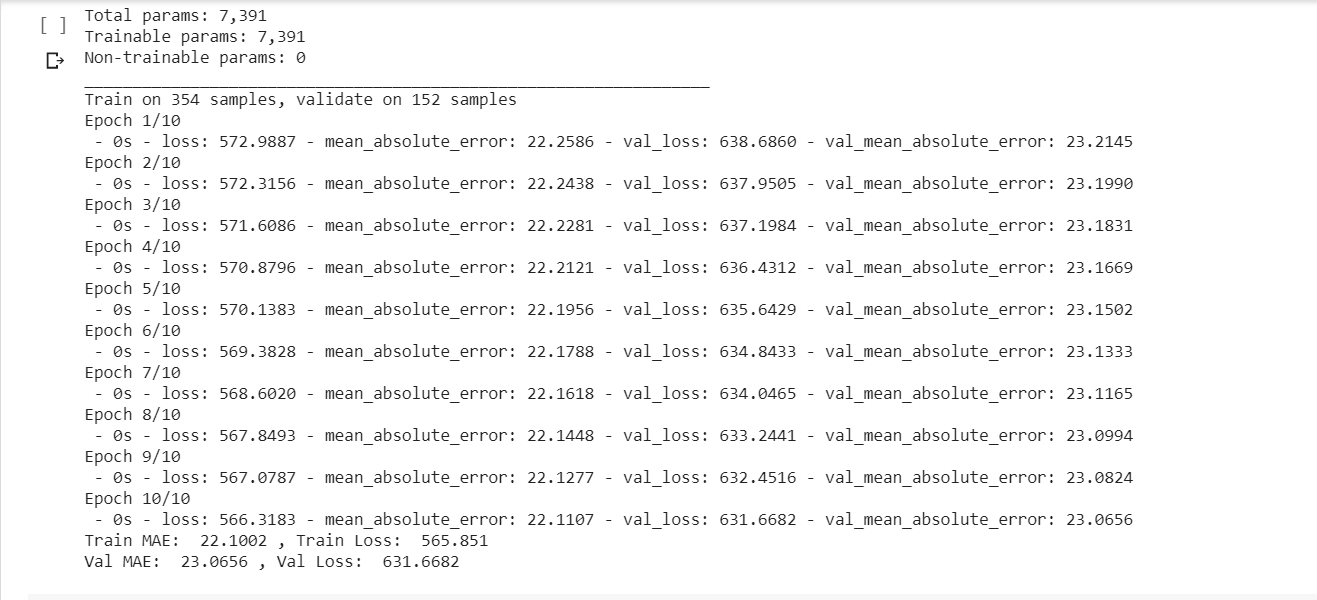 Total params: 7,391
[ ]
Trainable params: 7,391
Non-trainable params: 0
_________________________________________________________________
Train on 354 samples, validate on 152 samples
Epoch 1/10
- 0s - loss: 572.9887 - mean_absolute_error: 22.2586 - val_loss: 638.6860 - val_mean_absolute_error: 23.2145
Epoch 2/10
- 0s - loss: 572.3156 - mean_absolute_error: 22.2438 - val_loss: 637.9505 - val_mean_absolute_error: 23.1990
Epoch 3/10
- 0s - loss: 571.6086 - mean_absolute_error: 22.2281 - val_loss: 637.1984 - val_mean_absolute_error: 23.1831
Epoch 4/10
- 0s - loss: 570.8796 - mean_absolute_error: 22.2121 - val_loss: 636.4312 - val_mean_absolute_error: 23.1669
Epoch 5/10
- 0s - loss: 570.1383 - mean_absolute_error: 22.1956 - val_loss: 635.6429 - val_mean_absolute_error: 23.1502
Epoch 6/10
- 0s - loss: 569.3828 - mean_absolute_error: 22.1788 - val_loss: 634.8433 - val_mean_absolute_error: 23.1333
Epoch 7/10
- 0s - loss: 568.6020 - mean_absolute_error: 22.1618 - val_loss: 634.0465 - val_mean_absolute_error: 23.1165
Epoch 8/10
- 0s - loss: 567.8493 - mean_absolute_error: 22.1448 - val_loss: 633.2441 - val_mean_absolute_error: 23.0994
Epoch 9/10
- 0s - loss: 567.0787 - mean_absolute_error: 22.1277 - val_loss: 632.4516 - val_mean_absolute_error: 23.0824
Epoch 10/10
- 0s - loss: 566.3183 - mean_absolute_error: 22.1107 - val_loss: 631.6682 - val_mean_absolute_error: 23.0656
Train MAE:  22.1002 , Train Loss:  565.851
Val MAE:  23.0656 , Val Loss:  631.6682